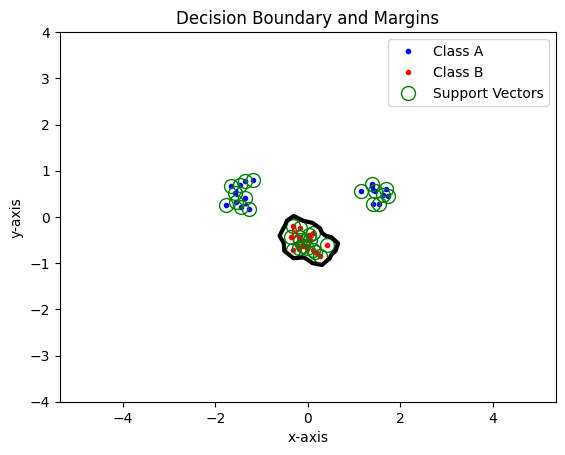 Decision Boundary and Margins
Class A
Class B
Support Vectors
4
3
2
1
0
−1
−2
−3
−4
y-axis
−4
−2
0
2
4
x-axis